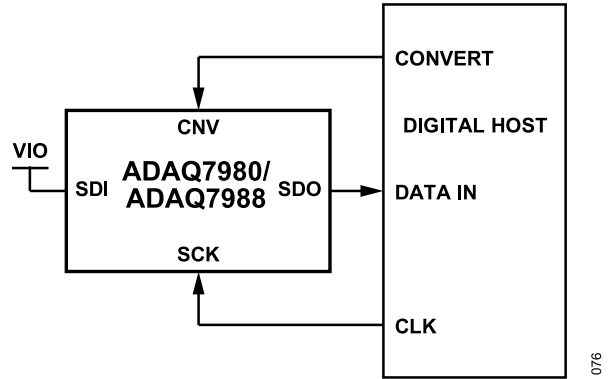 CONVERT
CNV
DIGITAL HOST
VIO
ADAQ7980/
ADAQ7988
SDI
SDO
DATA IN
SCK
CLK
076